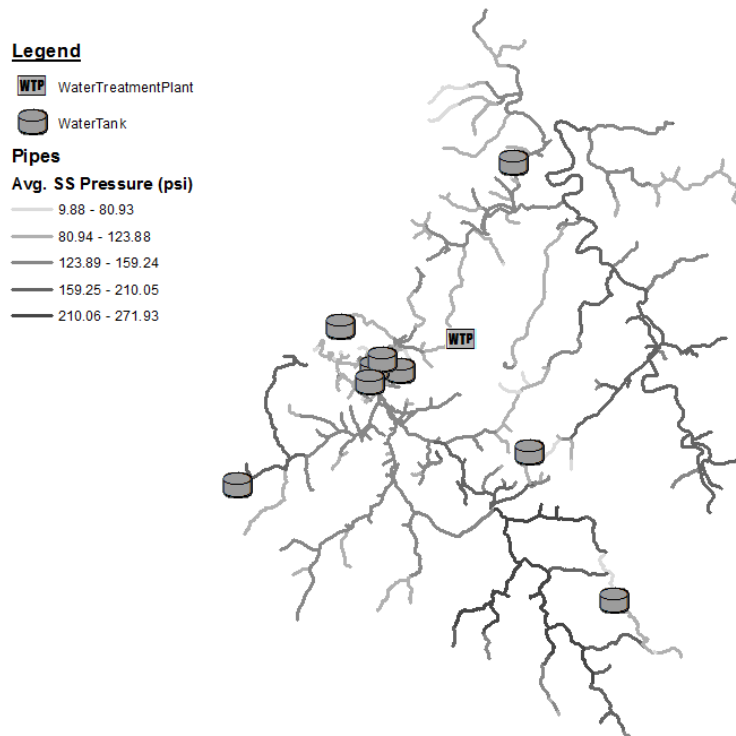 Legend
WTP WaterTreatmentPlant
WaterTank
Pipes
Avg. SS Pressure (psi)
9.88 - 80.93
80.94 - 123.88
123.89 - 159.24
159.25 - 210.05
210.06 - 271.93
WTP